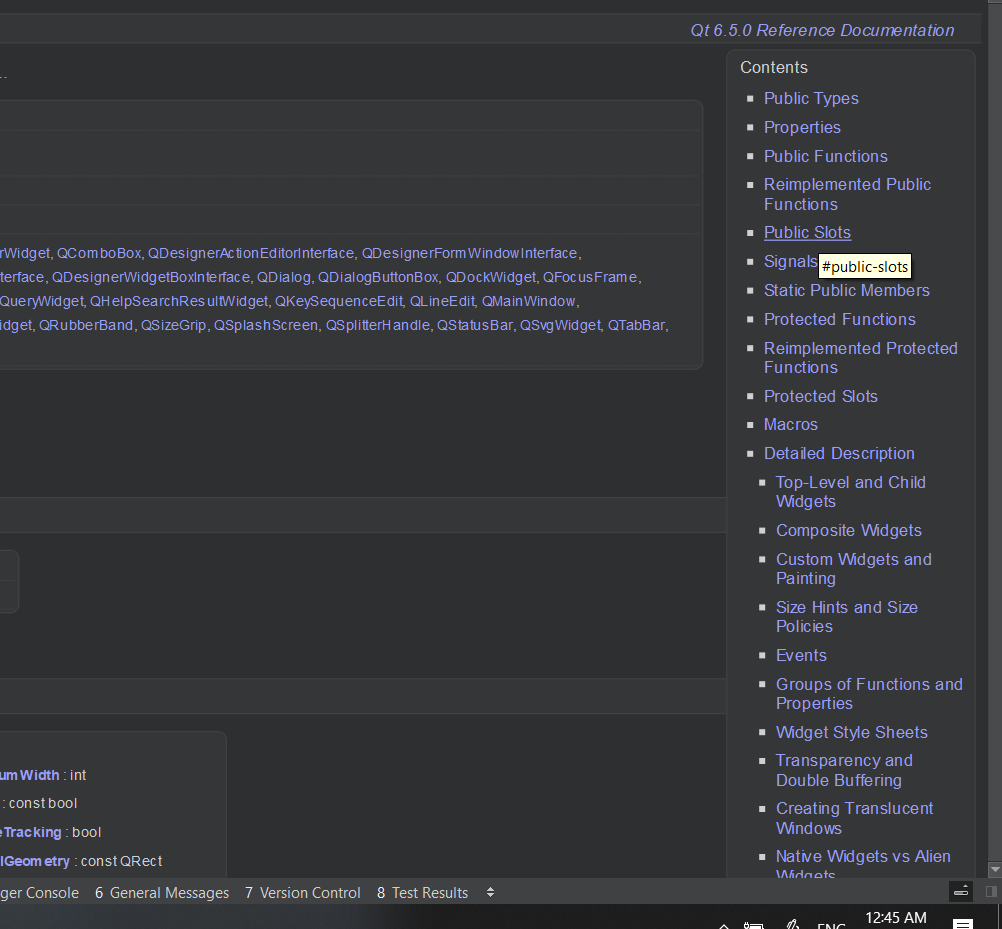 Qt 6.5.0 Reference Documentation
Contents
Public Types
Properties
Public Functions
Reimplemented Public
Functions
Public Slots
Signals
#public-slots
Static Public Members
Protected Functions
Reimplemented Protected
Functions
Protected Slots
Macros
Detailed Description
Top-Level and Child
Widgets
Composite Widgets
Custom Widgets and
Painting
Size Hints and Size
Policies
Events
Groups of Functions and
Properties
Widget Style Sheets
Transparency and
Double Buffering
Creating Translucent
Windows
Native Widgets vs Alien
Widgets
..
rWidget, QComboBox, QDesignerActionEditorInterface, QDesignerFormWindowInterface,
terface, QDesignerWidgetBoxInterface, QDialog, QDialogButtonBox, QDockWidget, QFocusFrame,
QueryWidget, QHelpSearchResultWidget, QKeySequenceEdit, QLineEdit, QMainWindow,
idget, QRubberBand, QSizeGrip, QSplashScreen, QSplitterHandle, QStatusBar, QSvgWidget, QTabBar,
umWidth : int
: const bool
eTracking : bool
lGeometry : const QRect
ger Console 6 General Messages 7 Version Control 8 Test Results
ENG 12:45 AM